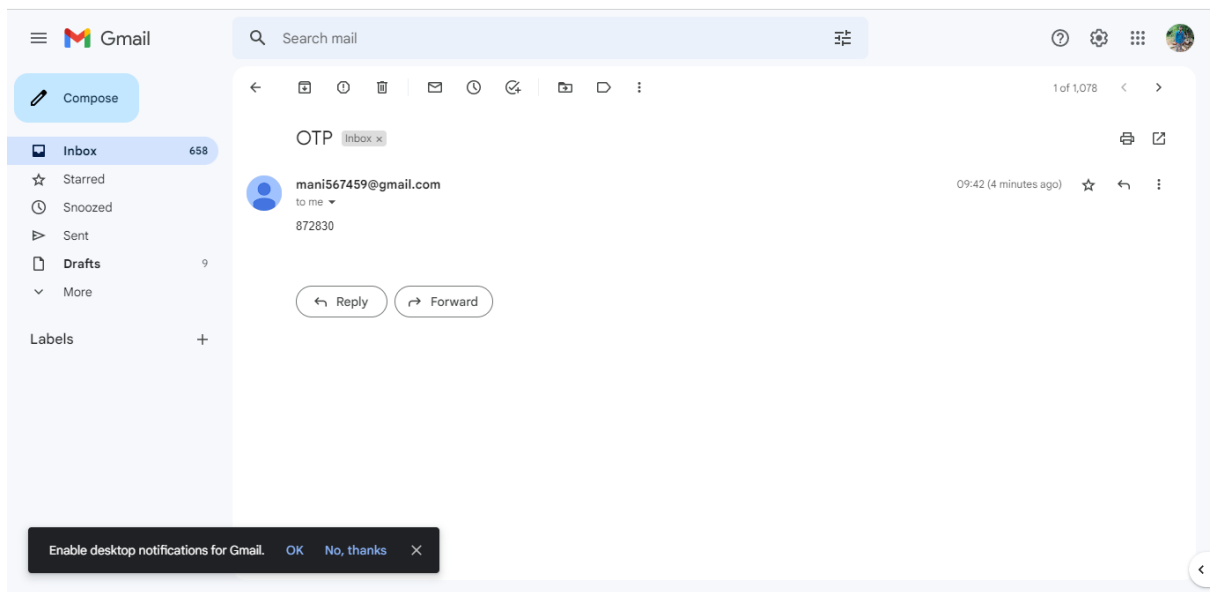 Gmail
Search mail
Compose
1 of 1,078
OTP Inbox ×
Inbox 658
Starred
Snoozed
Sent
Drafts 9
More
Labels +
mani567459@gmail.com 09:42 (4 minutes ago)
to me
872830
Reply Forward
Enable desktop notifications for Gmail. OK No, thanks